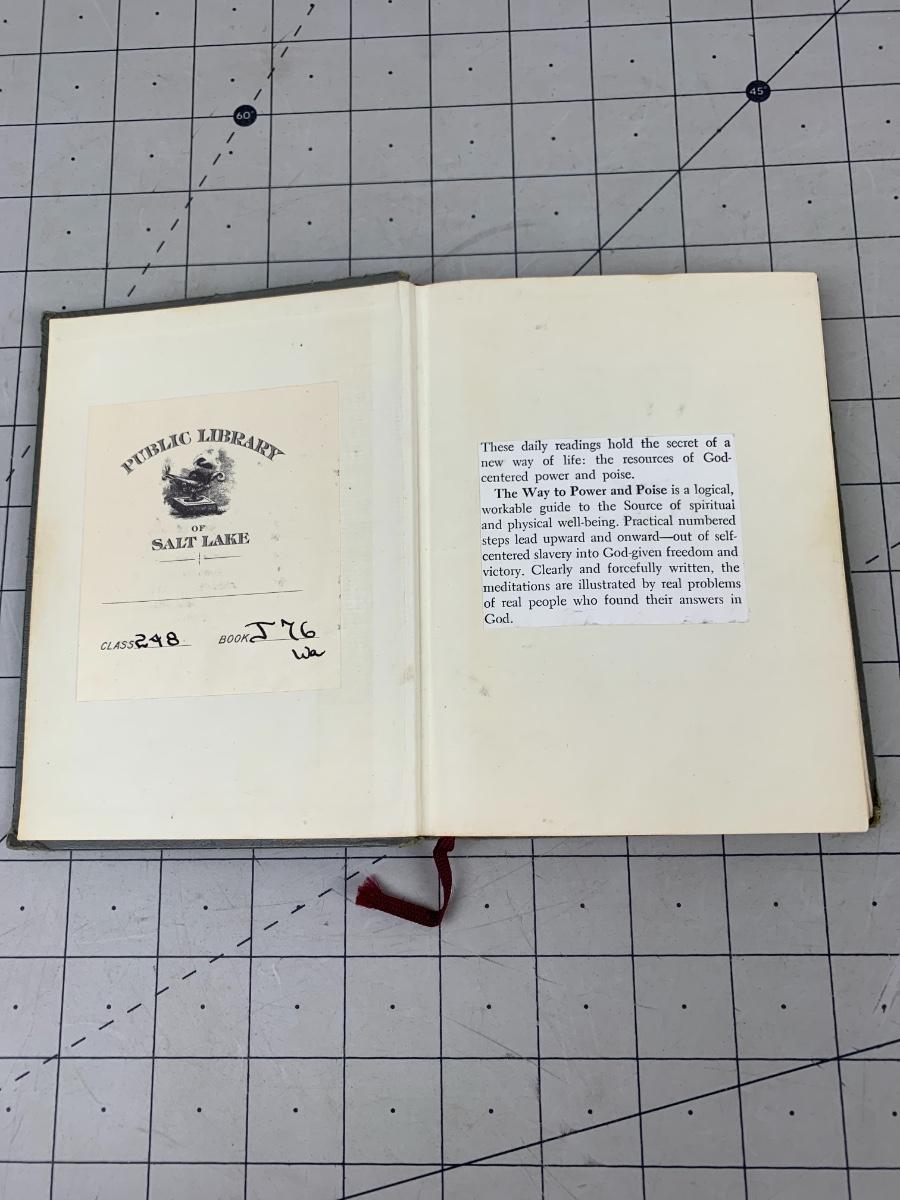 60°
45°
PUBLIC LIBRARY
OF
SALT LAKE
CLASS 248 BOOK J76
Wa
These daily readings hold the secret of a
new way of life: the resources of God-
centered power and poise.
The Way to Power and Poise is a logical,
workable guide to the Source of spiritual
and physical well-being. Practical numbered
steps lead upward and onward—out of self-
centered slavery into God-given freedom and
victory. Clearly and forcefully written, the
meditations are illustrated by real problems
of real people who found their answers in
God.